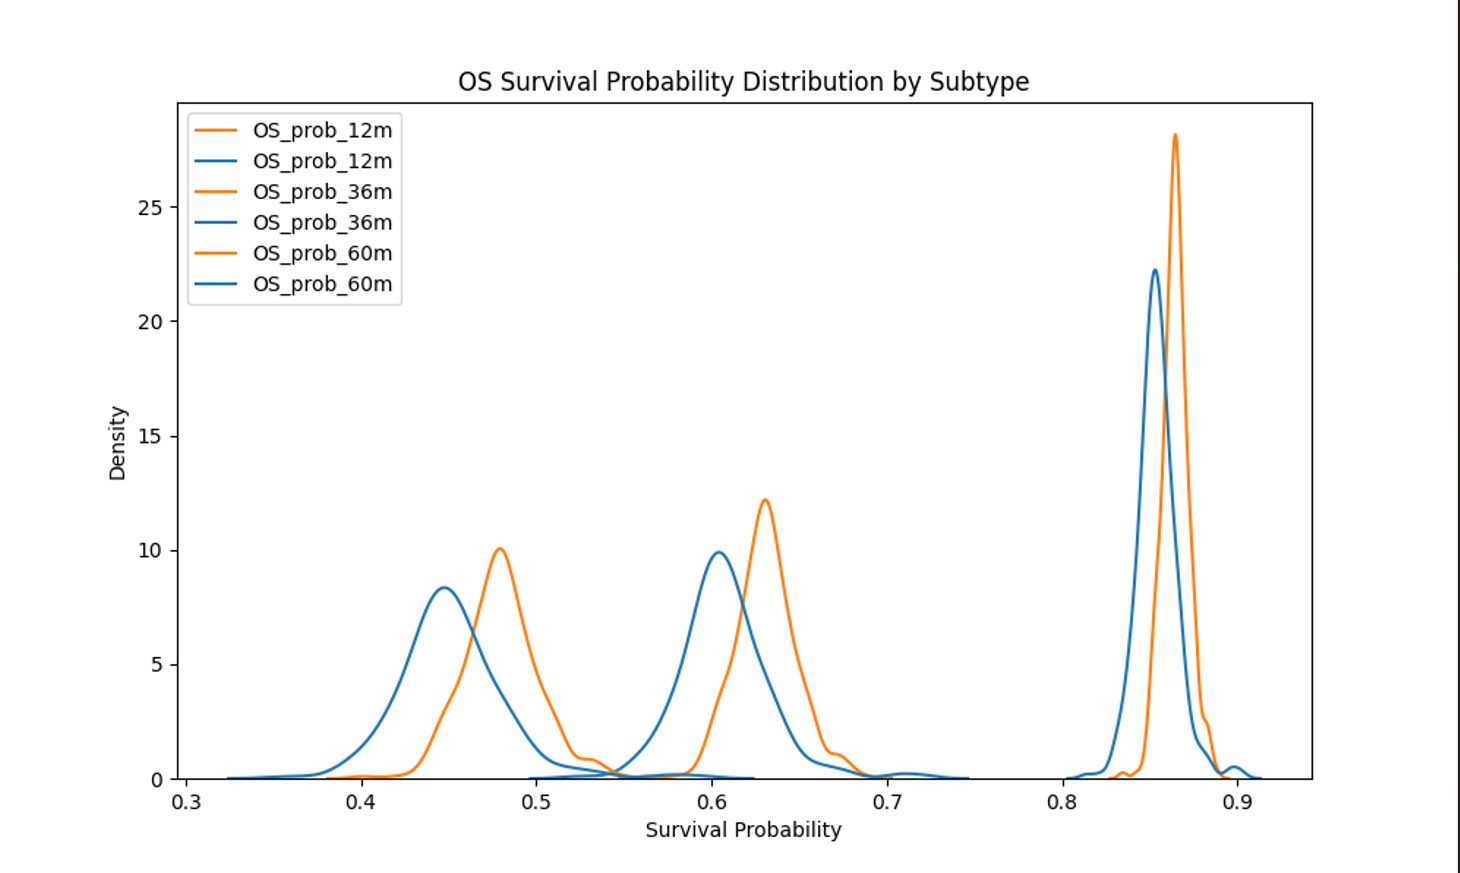 OS Survival Probability Distribution by Subtype
OS_prob_12m
OS_prob_12m
OS_prob_36m
OS_prob_36m
OS_prob_60m
OS_prob_60m
25
20
15
10
5
0
Density
0.3 0.4 0.5 0.6 0.7 0.8 0.9
Survival Probability